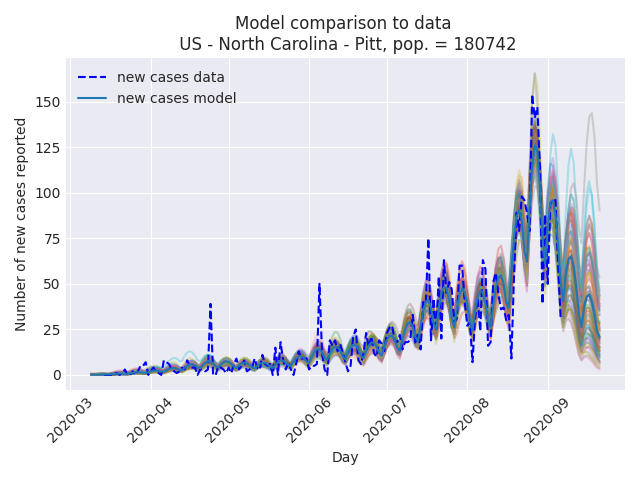 Model comparison to data
US - North Carolina - Pitt, pop. = 180742
new cases data
new cases model
Number of new cases reported
150
125
100
75
50
25
0
2020-03
2020-04
2020-05
2020-06
2020-07
2020-08
2020-09
Day